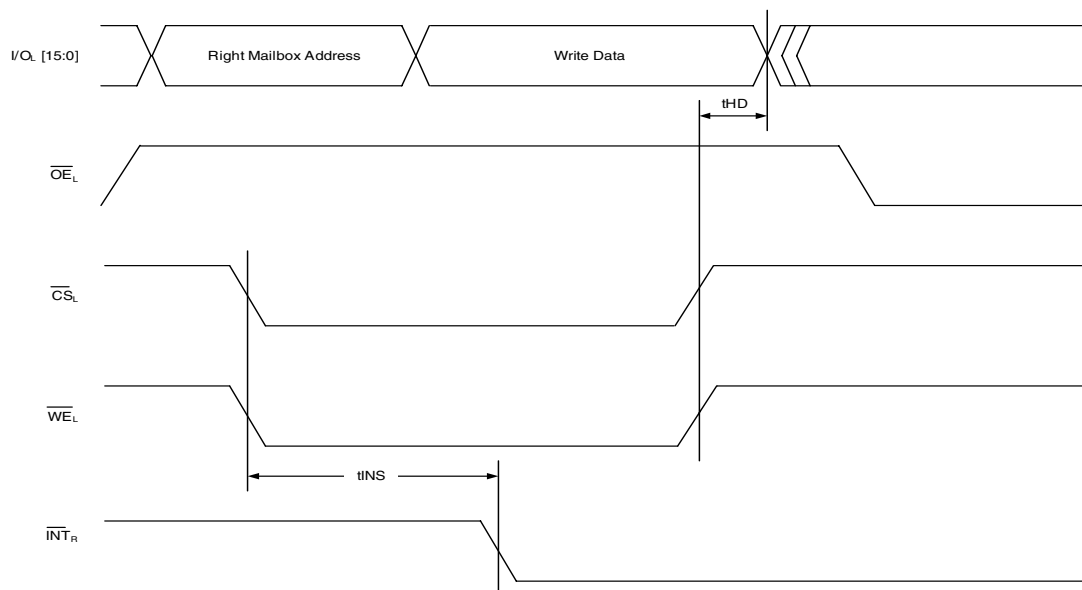 I/OL [15:0]
Right Mailbox Address
Write Data
tHD
OEL
CSL
WEL
tINS
INTR